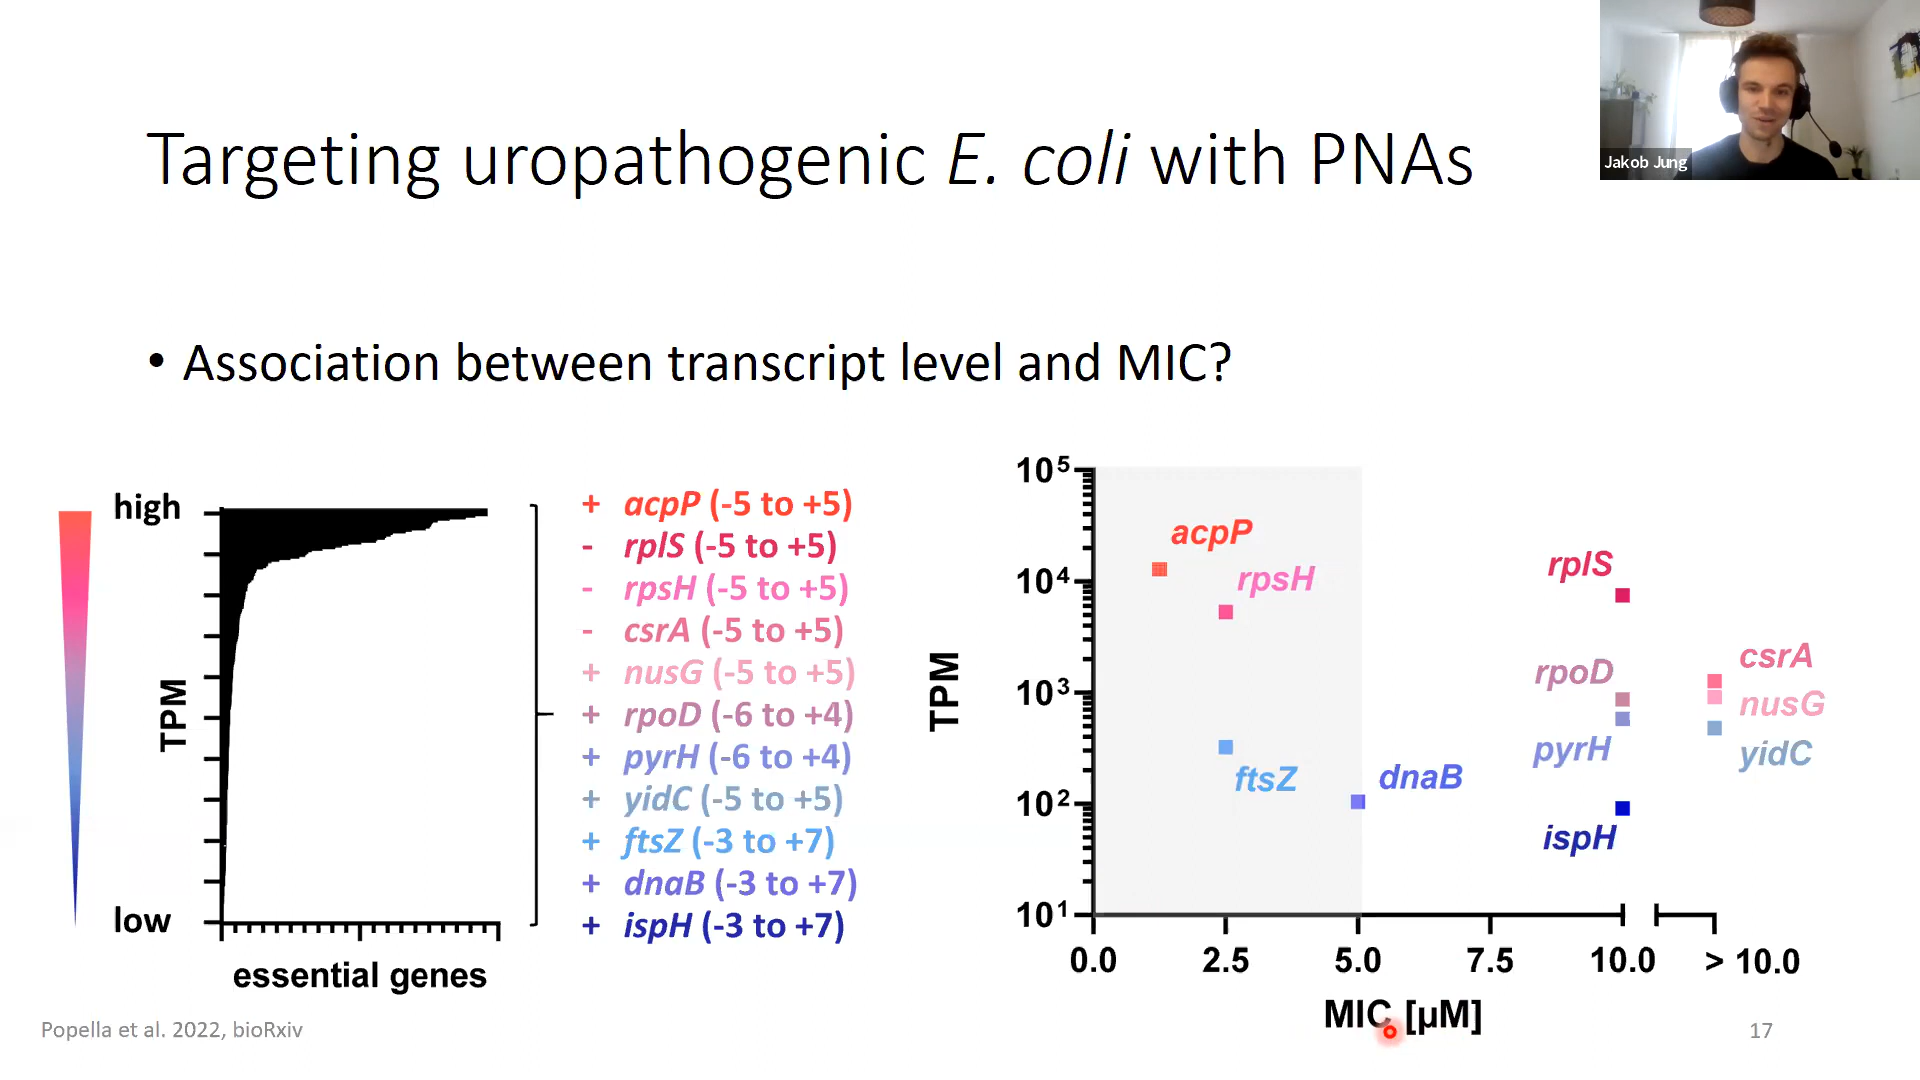 Jakob Jung
Targeting uropathogenic E. coli with PNAs
• Association between transcript level and MIC?
high
low
TPM
essential genes
+ acpP (-5 to +5)
- rplS (-5 to +5)
- rpsH (-5 to +5)
- csrA (-5 to +5)
+ nusG (-5 to +5)
+ rpoD (-6 to +4)
+ pyrH (-6 to +4)
+ yidC (-5 to +5)
+ ftsZ (-3 to +7)
+ dnaB (-3 to +7)
+ ispH (-3 to +7)
TPM
10⁵
10⁴
10³
10²
10¹
acpP
rpsH
rplS
csrA
rpoD
nusG
pyrH
yidC
ftsZ
dnaB
ispH
0.0 2.5 5.0 7.5 10.0 > 10.0
MIC [µM]
Popella et al. 2022, bioRxiv
17